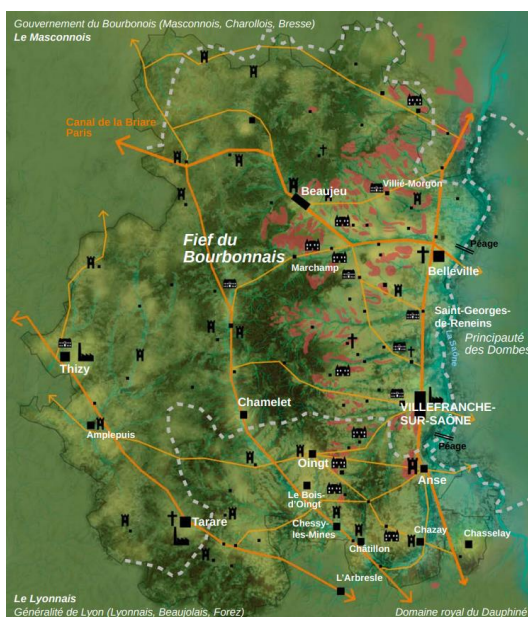 Gouvernement du Bourbonois (Masconnois, Charollois, Bresse)
Le Masconnois
Canal de la Briare
Paris
Villié-Morgon
Beaujeu
Fief du
Bourbonnais
Marchamp
Péage
Belleville
Saint-Georges-
de-Reneins
La Saône
Principauté
des Dombes
Thizy
Chamelet
VILLEFRANCHE-
SUR-SAÔNE
Amplepuis
Péage
Oingt
Anse
Le Bois-
d'Oingt
Tarare
Chessy-
les-Mines
Chazay
Chasselay
Châtillon
L'Arbresle
Le Lyonnais
Généralité de Lyon (Lyonnais, Beaujolais, Forez)
Domaine royal du Dauphiné